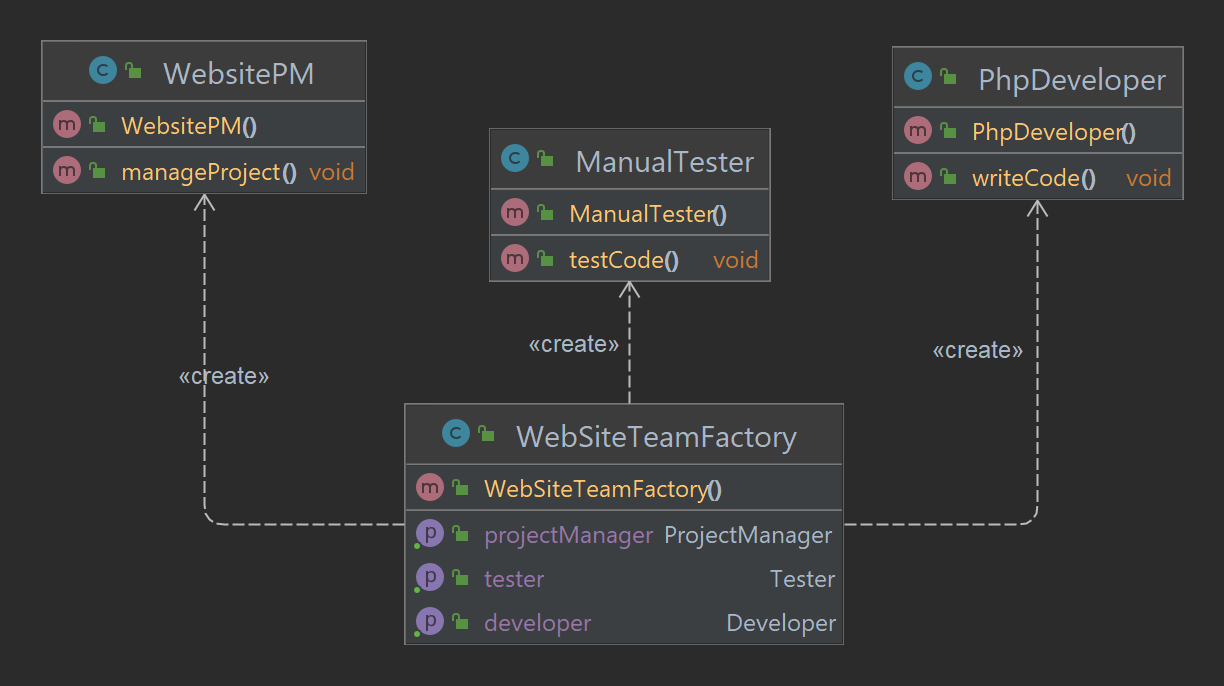 C WebsitePM
m WebsitePM()
m manageProject() void
C ManualTester
m ManualTester()
m testCode() void
C PhpDeveloper
m PhpDeveloper()
m writeCode() void
«create»
«create»
«create»
C WebSiteTeamFactory
m WebSiteTeamFactory()
p projectManager ProjectManager
p tester Tester
p developer Developer